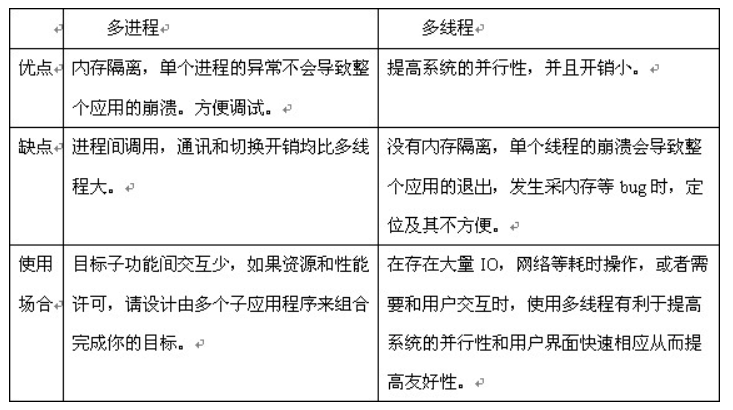 多进程
多线程
优点
内存隔离，单个进程的异常不会导致整
个应用的崩溃。方便调试。
提高系统的并行性，并且开销小。
缺点
进程间调用，通讯和切换开销均比多线
程大。
没有内存隔离，单个线程的崩溃会导致整
个应用的退出，发生采内存等 bug 时，定
位及其不方便。
使用
场合
目标子功能间交互少，如果资源和性能
许可，请设计由多个子应用程序来组合
完成你的目标。
在存在大量 IO，网络等耗时操作，或者需
要和用户交互时，使用多线程有利于提高
系统的并行性和用户界面快速相应从而提
高友好性。